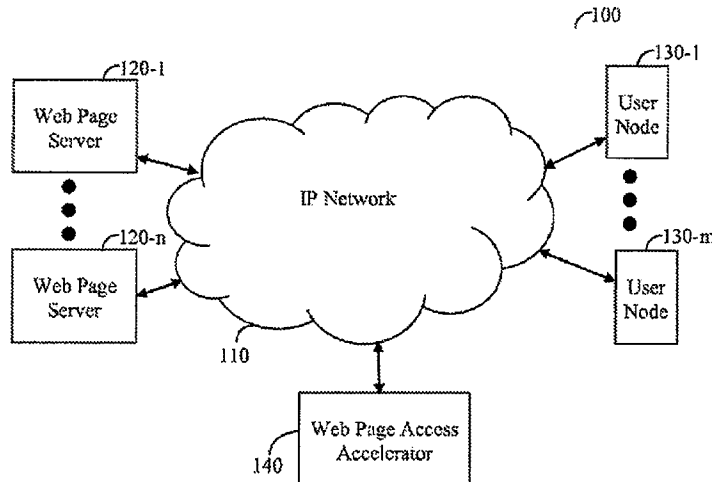 100
120-1
130-1
Web Page
Server
User
Node
IP Network
120-n
130-m
Web Page
Server
User
Node
110
Web Page Access
Accelerator
140